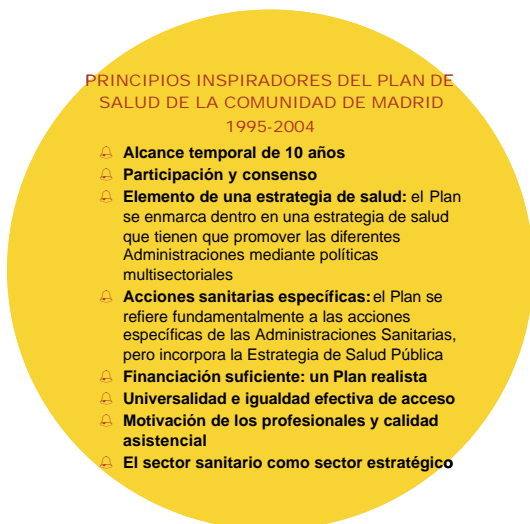 PRINCIPIOS INSPIRADORES DEL PLAN DE
SALUD DE LA COMUNIDAD DE MADRID
1995-2004
Alcance temporal de 10 años
Participación y consenso
Elemento de una estrategia de salud: el Plan
se enmarca dentro en una estrategia de salud
que tienen que promover las diferentes
Administraciones mediante políticas
multisectoriales
Acciones sanitarias específicas: el Plan se
refiere fundamentalmente a las acciones
específicas de las Administraciones Sanitarias,
pero incorpora la Estrategia de Salud Pública
Financiación suficiente: un Plan realista
Universalidad e igualdad efectiva de acceso
Motivación de los profesionales y calidad
asistencial
El sector sanitario como sector estratégico